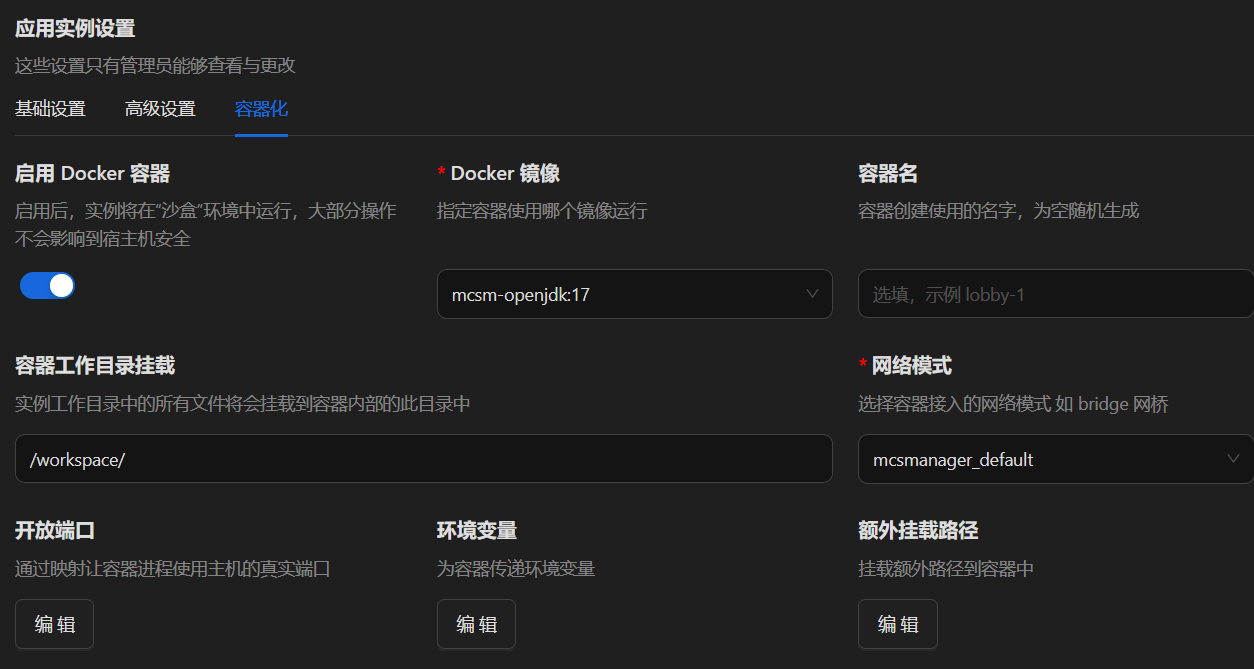 应用实例设置
这些设置只有管理员能够查看与更改
基础设置 高级设置 容器化
启用 Docker 容器
启用后，实例将在“沙盒”环境中运行，大部分操作
不会影响到宿主机安全
* Docker 镜像
指定容器使用哪个镜像运行
mcsm-openjdk:17
容器名
容器创建使用的名字，为空随机生成
选填，示例 lobby-1
容器工作目录挂载
实例工作目录中的所有文件将会挂载到容器内部的此目录中
/workspace/
* 网络模式
选择容器接入的网络模式 如 bridge 网桥
mcsmanager_default
开放端口
通过映射让容器进程使用主机的真实端口
编 辑
环境变量
为容器传递环境变量
编 辑
额外挂载路径
挂载额外路径到容器中
编 辑